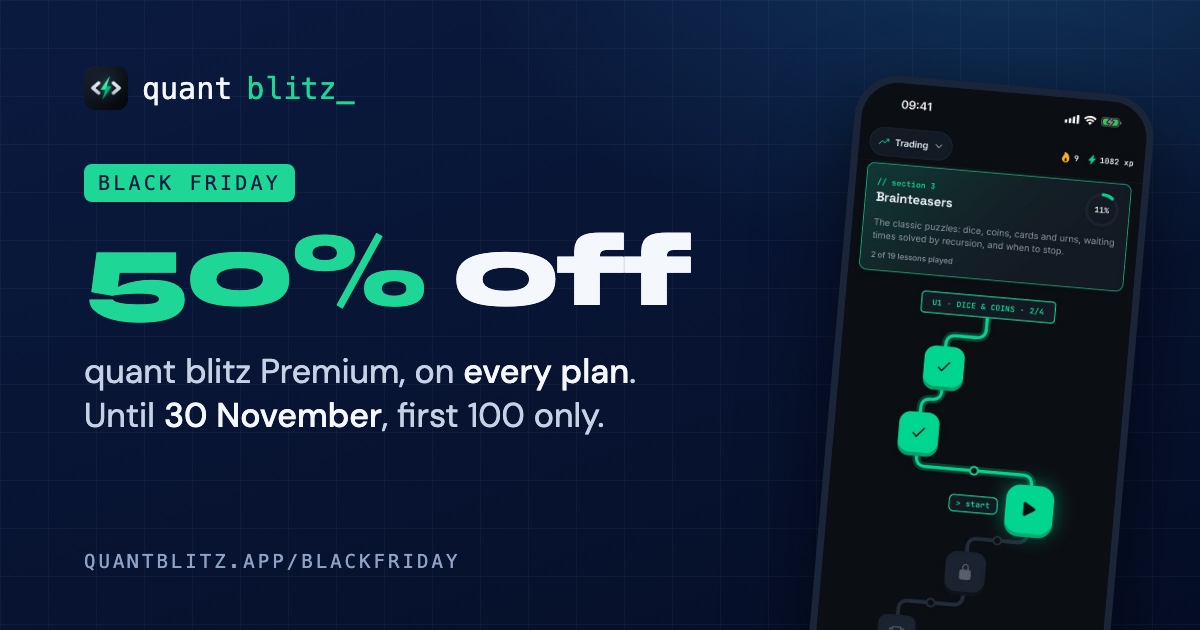 quant blitz_
BLACK FRIDAY
50% off
quant blitz Premium, on every plan.
Until 30 November, first 100 only.
QUANTBLITZ.APP/BLACKFRIDAY
09:41
Trading
9
1082 xp
// section 3
Brainteasers
11%
The classic puzzles: dice, coins, cards and urns, waiting
times solved by recursion, and when to stop.
2 of 19 lessons played
U1 · DICE & COINS · 2/4
> start